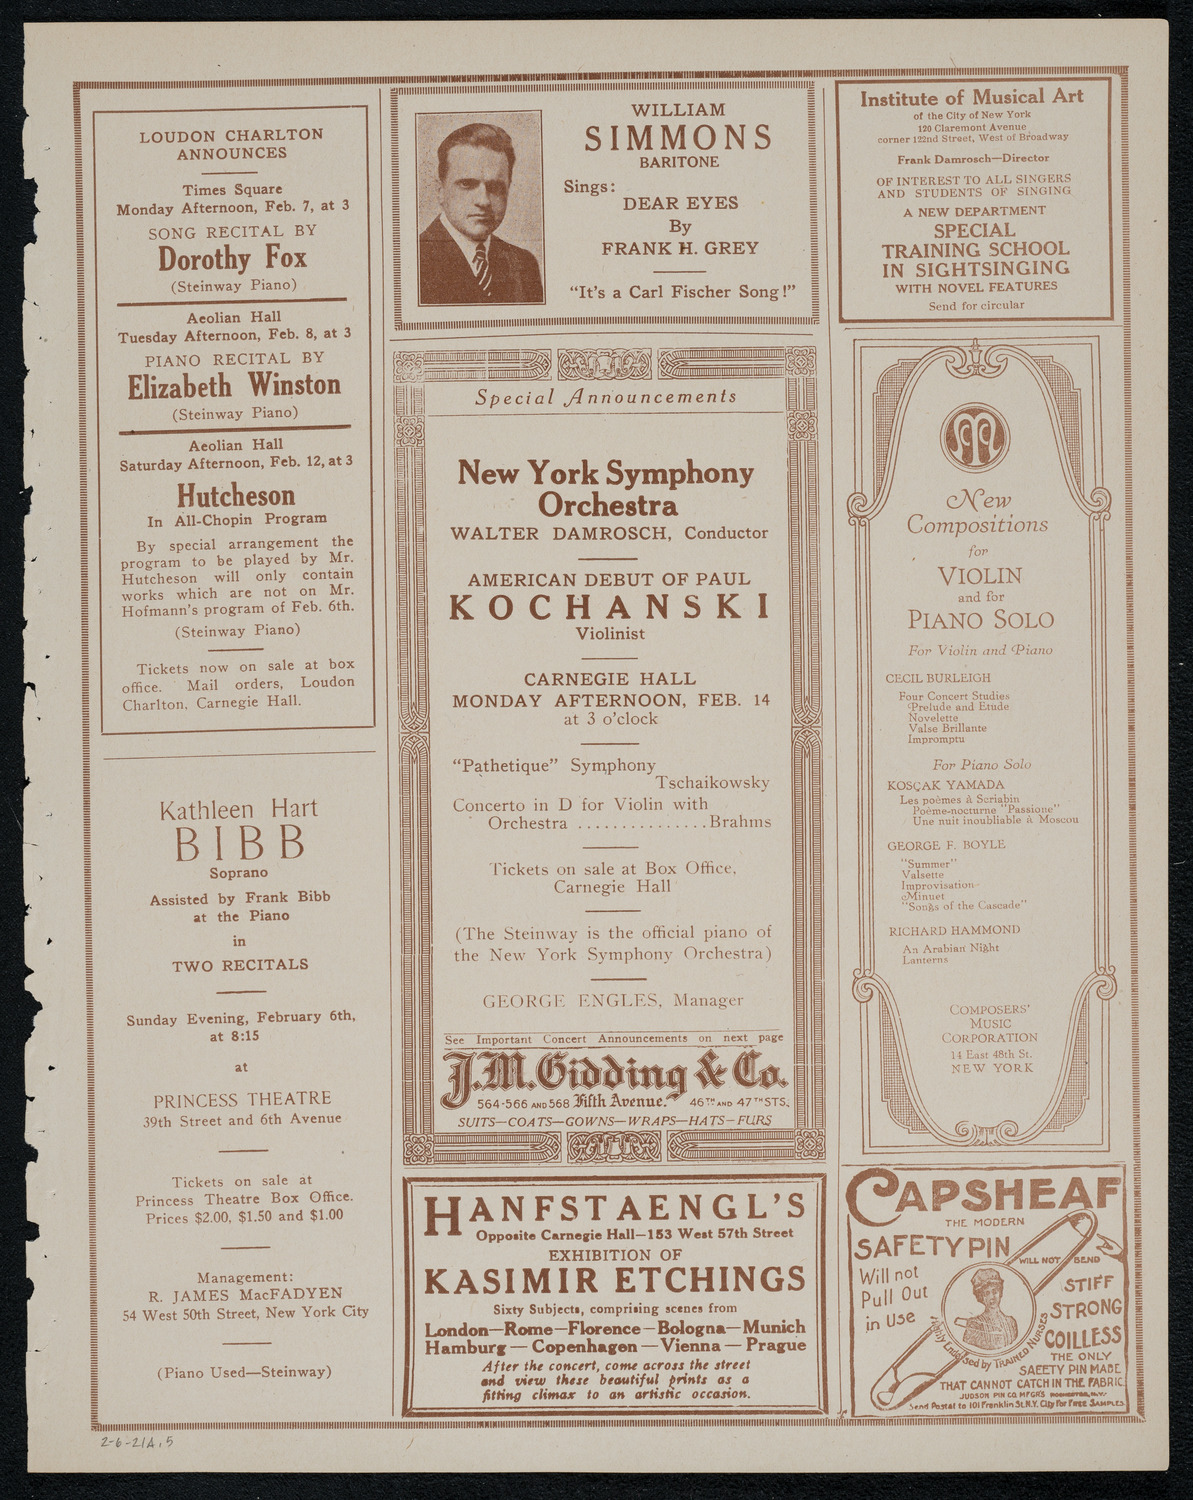 LOUDON CHARLTON
ANNOUNCES
Times Square
Monday Afternoon, Feb. 7, at 3
SONG RECITAL BY
Dorothy Fox
(Steinway Piano)
Aeolian Hall
Tuesday Afternoon, Feb. 8, at 3
PIANO RECITAL BY
Elizabeth Winston
(Steinway Piano)
Aeolian Hall
Saturday Afternoon, Feb. 12, at 3
Hutcheson
In All-Chopin Program
By special arrangement the
program to be played by Mr.
Hutcheson will only contain
works which are not on Mr.
Hofmann's program of Feb. 6th.
(Steinway Piano)
Tickets now on sale at box
office. Mail orders, Loudon
Charlton, Carnegie Hall.
Kathleen Hart
BIBB
Soprano
Assisted by Frank Bibb
at the Piano
in
TWO RECITALS
Sunday Evening, February 6th,
at 8:15
at
PRINCESS THEATRE
39th Street and 6th Avenue
Tickets on sale at
Princess Theatre Box Office.
Prices $2.00, $1.50 and $1.00
Management:
R. JAMES MacFADYEN
54 West 50th Street, New York City
(Piano Used—Steinway)
WILLIAM
SIMMONS
BARITONE
Sings:
DEAR EYES
By
FRANK H. GREY
"It's a Carl Fischer Song!"
Special Announcements
New York Symphony
Orchestra
WALTER DAMROSCH, Conductor
AMERICAN DEBUT OF PAUL
KOCHANSKI
Violinist
CARNEGIE HALL
MONDAY AFTERNOON, FEB. 14
at 3 o'clock
"Pathetique" Symphony
Tschaikowsky
Concerto in D for Violin with
Orchestra ...............Brahms
Tickets on sale at Box Office,
Carnegie Hall
(The Steinway is the official piano of
the New York Symphony Orchestra)
GEORGE ENGLES, Manager
See Important Concert Announcements on next page
J.M. Gidding & Co.
564-566 AND 568 Fifth Avenue. 46TH AND 47TH STS.
SUITS—COATS—GOWNS—WRAPS—HATS—FURS
HANFSTAENGL'S
Opposite Carnegie Hall—153 West 57th Street
EXHIBITION OF
KASIMIR ETCHINGS
Sixty Subjects, comprising scenes from
London—Rome—Florence—Bologna—Munich
Hamburg — Copenhagen — Vienna — Prague
After the concert, come across the street
and view these beautiful prints as a
fitting climax to an artistic occasion.
Institute of Musical Art
of the City of New York
120 Claremont Avenue
corner 122nd Street, West of Broadway
Frank Damrosch—Director
OF INTEREST TO ALL SINGERS
AND STUDENTS OF SINGING
A NEW DEPARTMENT
SPECIAL
TRAINING SCHOOL
IN SIGHTSINGING
WITH NOVEL FEATURES
Send for circular
New
Compositions
for
VIOLIN
and for
PIANO SOLO
For Violin and Piano
CECIL BURLEIGH
Four Concert Studies
Prelude and Etude
Novelette
Valse Brillante
Impromptu
For Piano Solo
KOSÇAK YAMADA
Les poèmes à Scriabin
Poème-nocturne "Passione"
Une nuit inoubliable à Moscou
GEORGE F. BOYLE
"Summer"
Valsette
Improvisation
Minuet
"Songs of the Cascade"
RICHARD HAMMOND
An Arabian Night
Lanterns
COMPOSERS'
MUSIC
CORPORATION
14 East 48th St.
NEW YORK
CAPSHEAF
THE MODERN
SAFETY PIN
WILL NOT BEND
Will not
Pull Out
in Use
STIFF
STRONG
COILLESS
Highly Endorsed by TRAINED NURSES
THE ONLY
SAFETY PIN MADE
THAT CANNOT CATCH IN THE FABRIC
JUDSON PIN CO. MFGR'S ROCHESTER, N.Y.
Send Postal to 101 Franklin St. N.Y. City for FREE SAMPLES
2-6-21A, 5